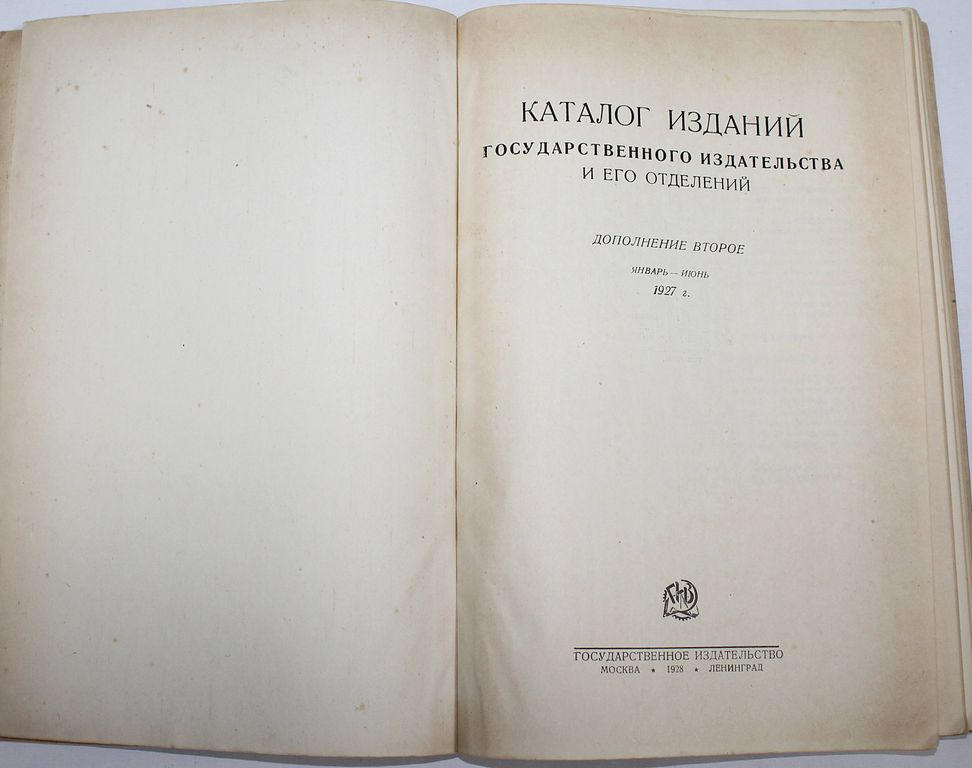 КАТАЛОГ ИЗДАНИЙ
ГОСУДАРСТВЕННОГО ИЗДАТЕЛЬСТВА
И ЕГО ОТДЕЛЕНИЙ
ДОПОЛНЕНИЕ ВТОРОЕ
ЯНВАРЬ — ИЮНЬ
1927 г.
ГОСУДАРСТВЕННОЕ ИЗДАТЕЛЬСТВО
МОСКВА ★ 1928 ★ ЛЕНИНГРАД